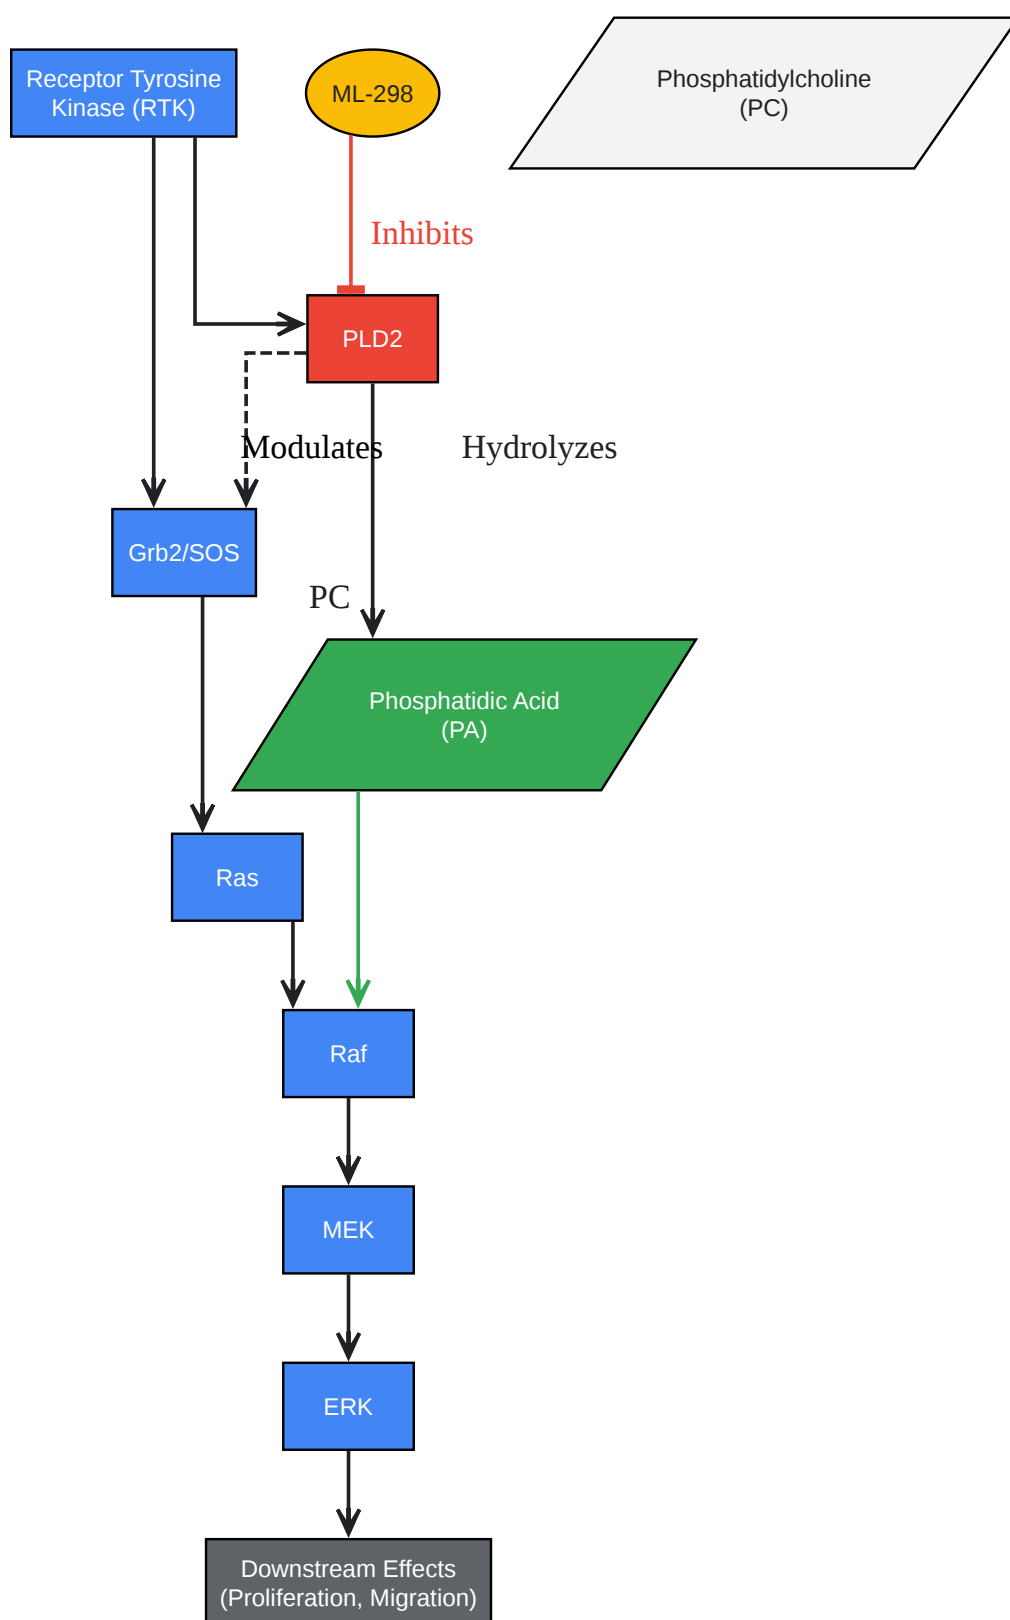 Receptor Tyrosine
Kinase (RTK)
ML-298
Phosphatidylcholine
(PC)
Inhibits
PLD2
Modulates
Hydrolyzes
Grb2/SOS
PC
Phosphatidic Acid
(PA)
Ras
Raf
MEK
ERK
Downstream Effects
(Proliferation, Migration)